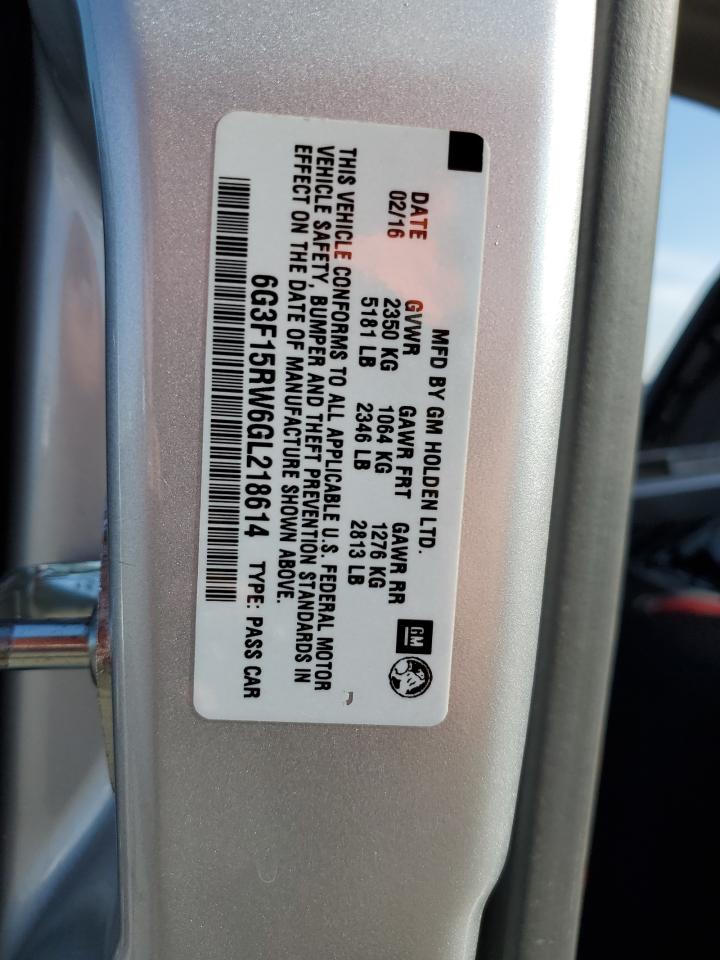 MFD BY GM HOLDEN LTD.
DATE GVWR GAWR FRT GAWR RR
02/16 2350 KG 1064 KG 1276 KG
5181 LB 2346 LB 2813 LB
GM
THIS VEHICLE CONFORMS TO ALL APPLICABLE U.S. FEDERAL MOTOR
VEHICLE SAFETY, BUMPER AND THEFT PREVENTION STANDARDS IN
EFFECT ON THE DATE OF MANUFACTURE SHOWN ABOVE.
6G3F15RW6GL218614 TYPE: PASS CAR